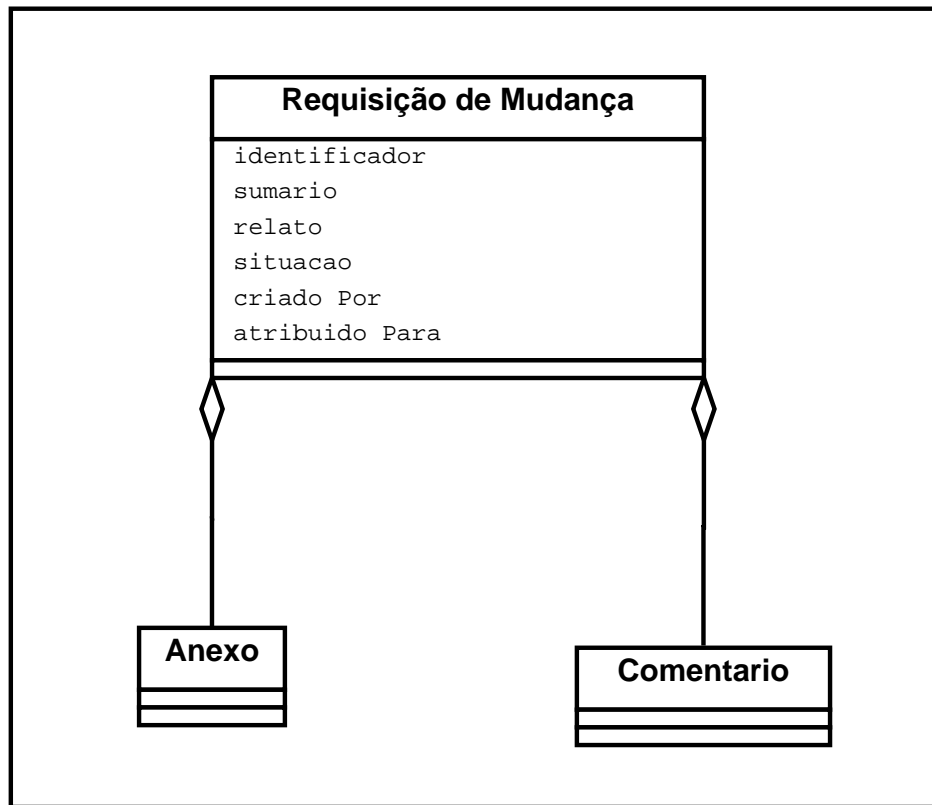 Requisição de Mudança
identificador
sumario
relato
situacao
criado Por
atribuido Para
Anexo
Comentario